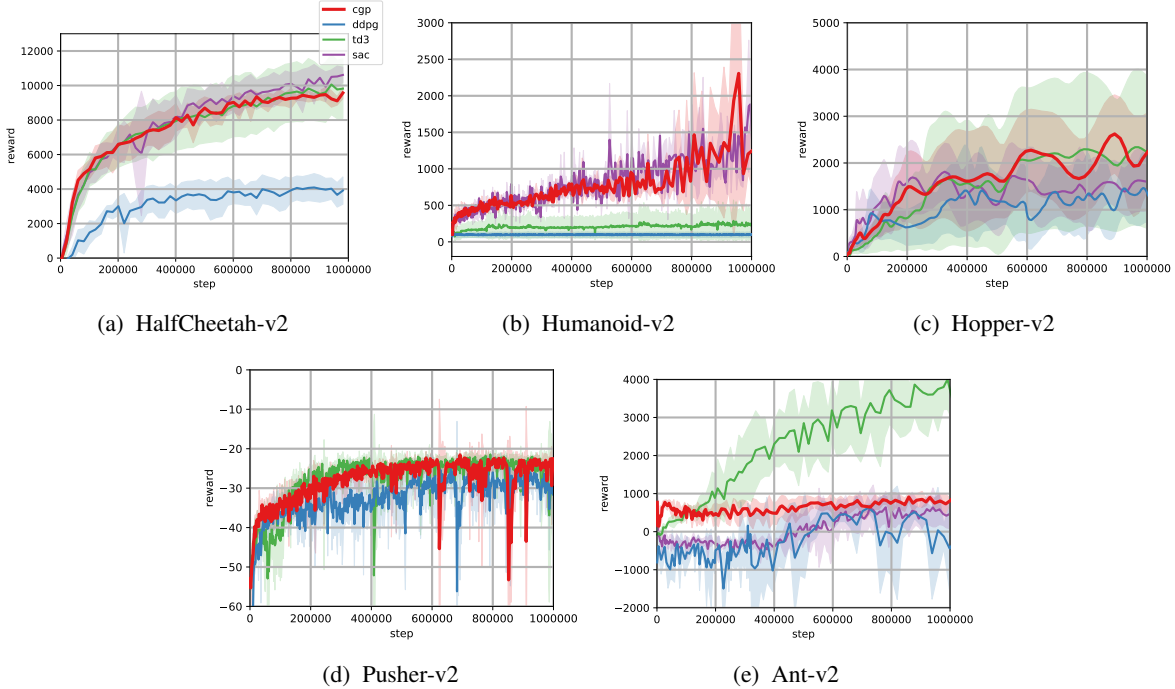 cgp
ddpg
td3
sac
12000
10000
8000
6000
4000
2000
0
reward
0 200000 400000 600000 800000 1000000
step
(a) HalfCheetah-v2
3000
2500
2000
1500
1000
500
0
reward
0 200000 400000 600000 800000 1000000
step
(b) Humanoid-v2
5000
4000
3000
2000
1000
0
reward
0 200000 400000 600000 800000 1000000
step
(c) Hopper-v2
0
−10
−20
−30
−40
−50
−60
reward
0 200000 400000 600000 800000 1000000
step
(d) Pusher-v2
4000
3000
2000
1000
0
−1000
−2000
reward
0 200000 400000 600000 800000 1000000
step
(e) Ant-v2